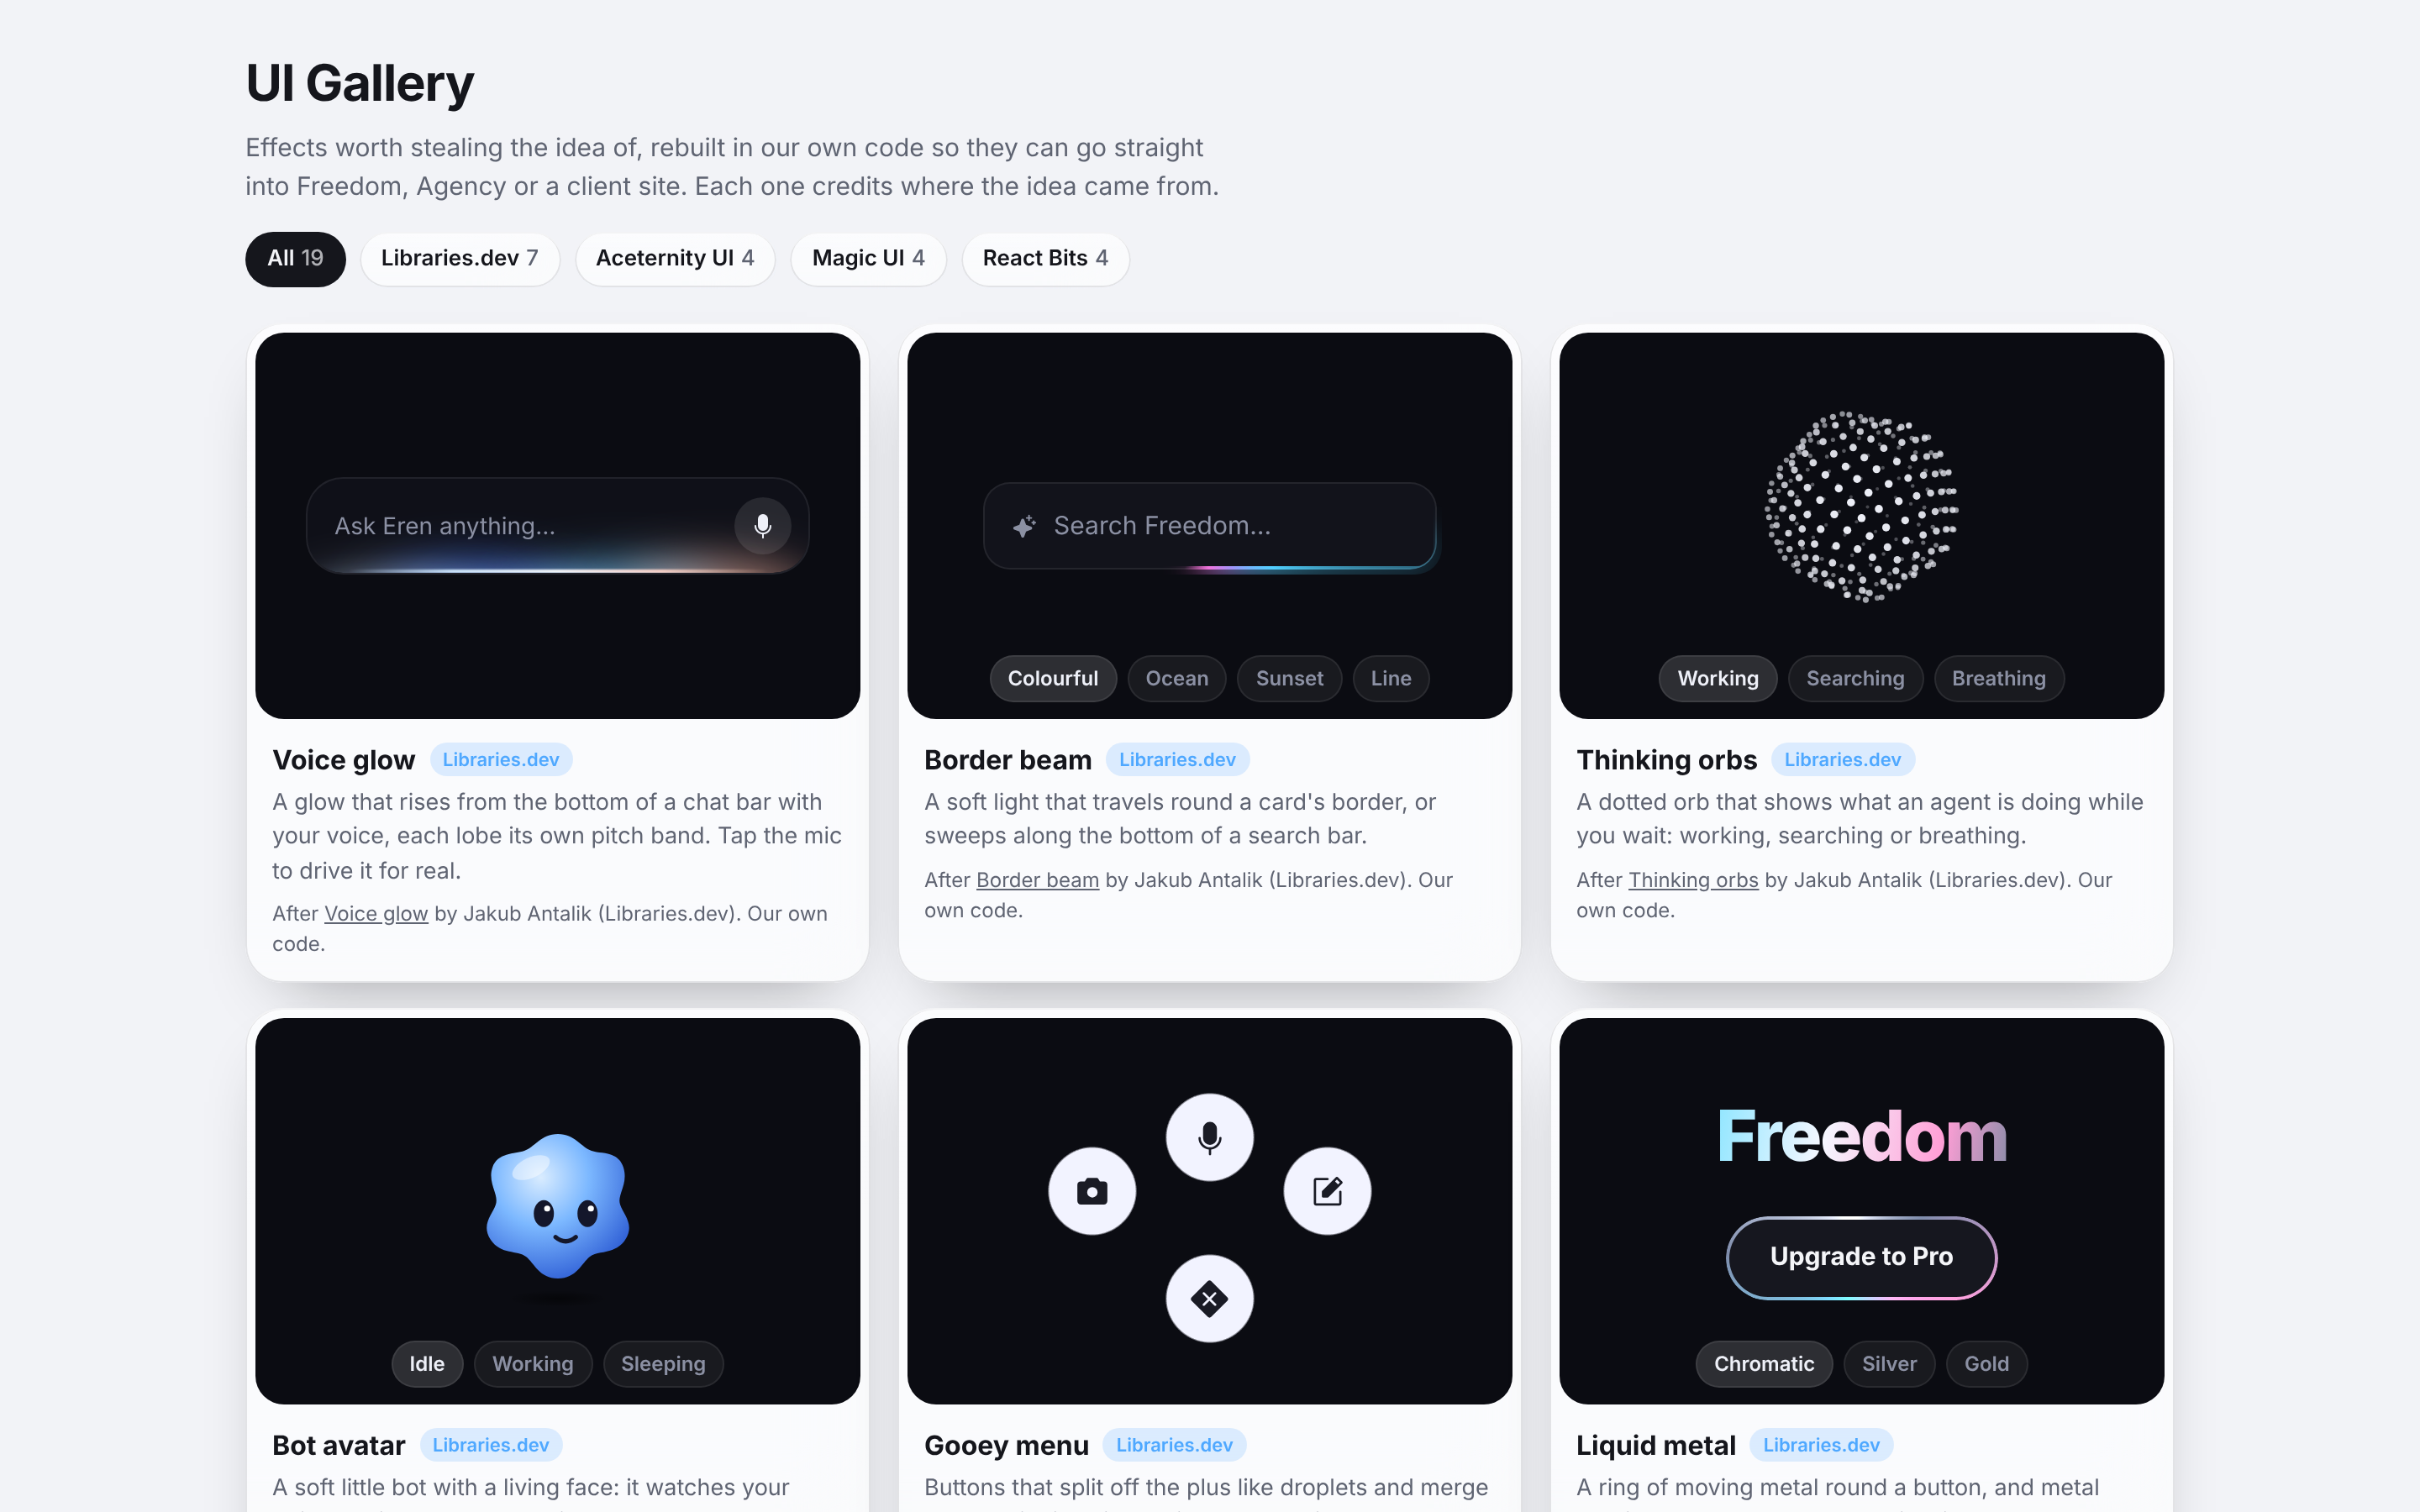 UI Gallery
Effects worth stealing the idea of, rebuilt in our own code so they can go straight
into Freedom, Agency or a client site. Each one credits where the idea came from.
All 19
Libraries.dev 7
Aceternity UI 4
Magic UI 4
React Bits 4
Ask Eren anything...
Voice glow
Libraries.dev
A glow that rises from the bottom of a chat bar with
your voice, each lobe its own pitch band. Tap the mic
to drive it for real.
After Voice glow by Jakub Antalik (Libraries.dev). Our own
code.
Search Freedom...
Colourful
Ocean
Sunset
Line
Border beam
Libraries.dev
A soft light that travels round a card's border, or
sweeps along the bottom of a search bar.
After Border beam by Jakub Antalik (Libraries.dev). Our
own code.
Working
Searching
Breathing
Thinking orbs
Libraries.dev
A dotted orb that shows what an agent is doing while
you wait: working, searching or breathing.
After Thinking orbs by Jakub Antalik (Libraries.dev). Our
own code.
Idle
Working
Sleeping
Bot avatar
Libraries.dev
A soft little bot with a living face: it watches your
Gooey menu
Libraries.dev
Buttons that split off the plus like droplets and merge
Freedom
Upgrade to Pro
Chromatic
Silver
Gold
Liquid metal
Libraries.dev
A ring of moving metal round a button, and metal